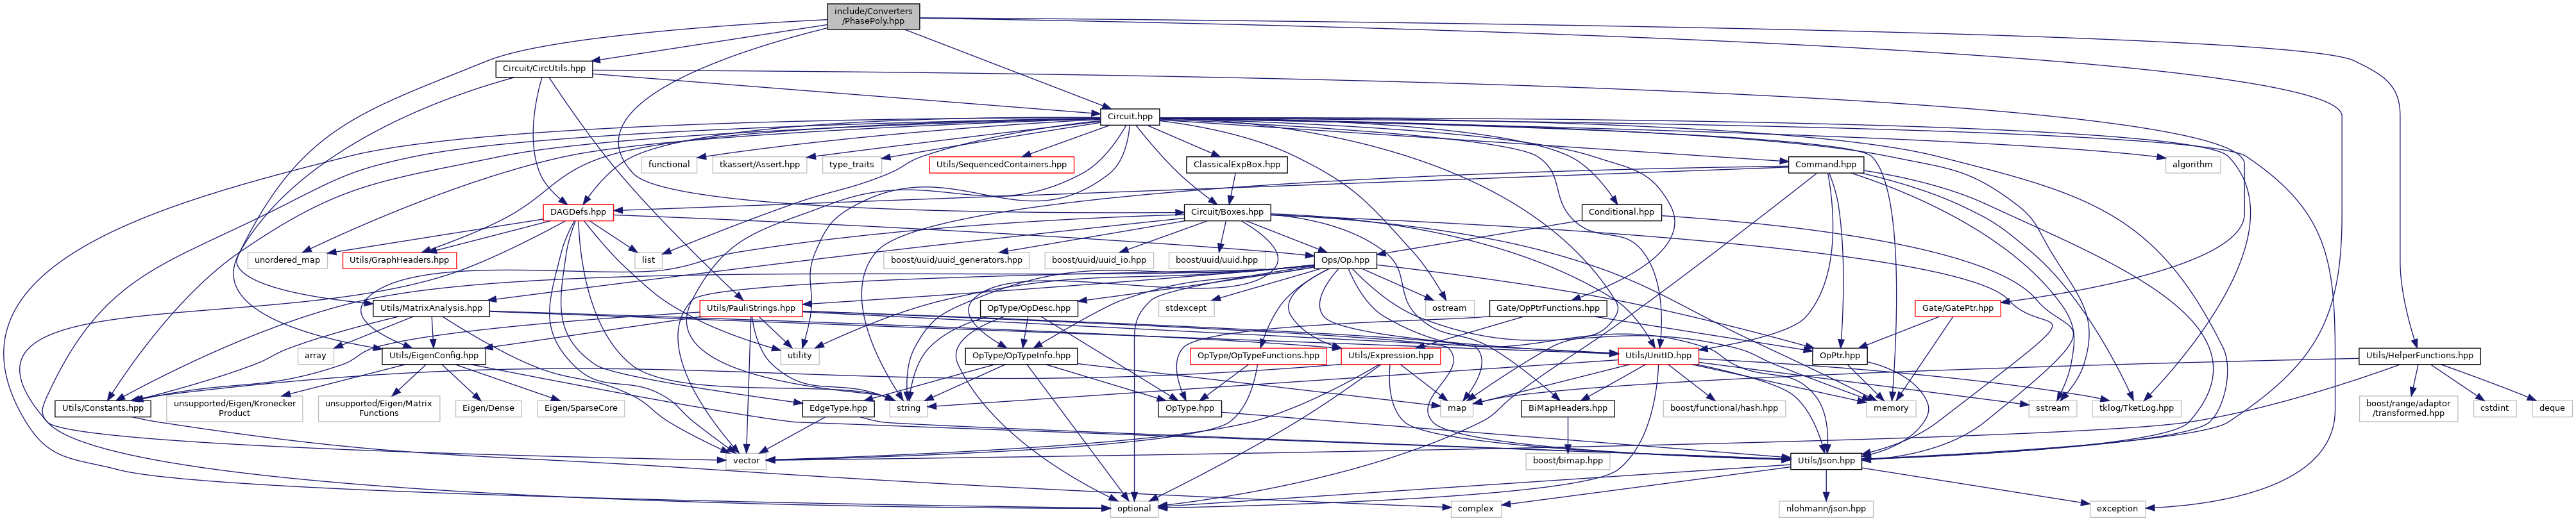 include/Converters
/PhasePoly.hpp
Circuit/CircUtils.hpp
Circuit.hpp
functional
tkassert/Assert.hpp
type_traits
Utils/SequencedContainers.hpp
ClassicalExpBox.hpp
Command.hpp
algorithm
DAGDefs.hpp
Circuit/Boxes.hpp
Conditional.hpp
unordered_map
Utils/GraphHeaders.hpp
list
boost/uuid/uuid_generators.hpp
boost/uuid/uuid_io.hpp
boost/uuid/uuid.hpp
Ops/Op.hpp
Utils/MatrixAnalysis.hpp
Utils/PauliStrings.hpp
OpType/OpDesc.hpp
stdexcept
ostream
Gate/OpPtrFunctions.hpp
Gate/GatePtr.hpp
array
Utils/EigenConfig.hpp
utility
OpType/OpTypeInfo.hpp
OpType/OpTypeFunctions.hpp
Utils/Expression.hpp
Utils/UnitID.hpp
OpPtr.hpp
Utils/HelperFunctions.hpp
Utils/Constants.hpp
unsupported/Eigen/Kronecker
Product
unsupported/Eigen/Matrix
Functions
Eigen/Dense
Eigen/SparseCore
EdgeType.hpp
string
OpType.hpp
map
BiMapHeaders.hpp
boost/functional/hash.hpp
memory
sstream
tklog/TketLog.hpp
boost/range/adaptor
/transformed.hpp
cstdint
deque
vector
boost/bimap.hpp
Utils/Json.hpp
optional
complex
nlohmann/json.hpp
exception